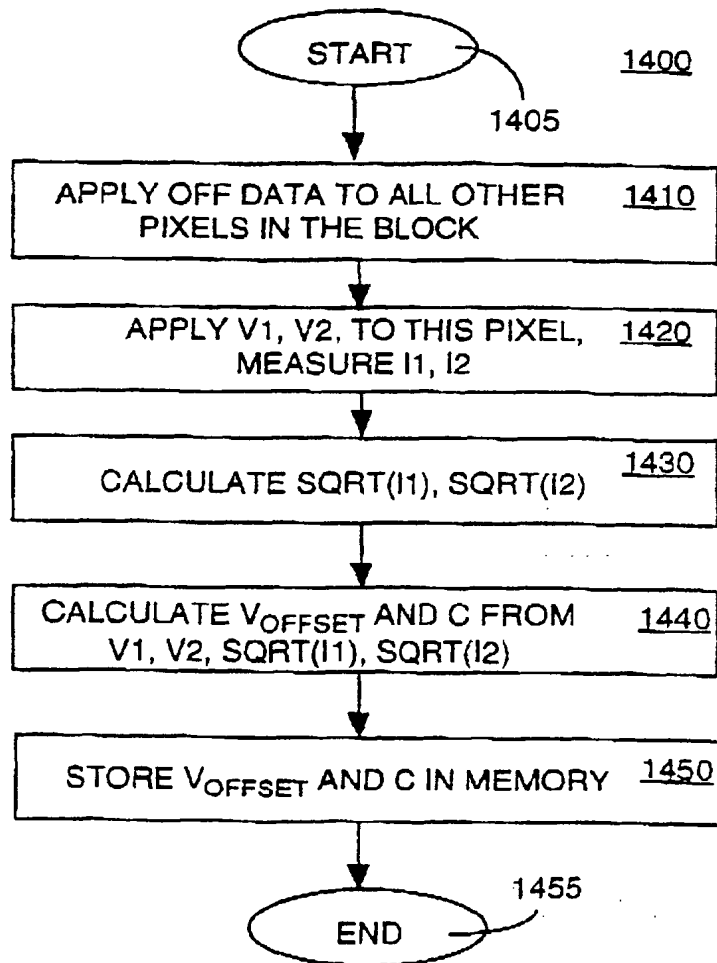 START
1400
1405
APPLY OFF DATA TO ALL OTHER 1410
PIXELS IN THE BLOCK
APPLY V1, V2, TO THIS PIXEL, 1420
MEASURE I1, I2
1430
CALCULATE SQRT(I1), SQRT(I2)
CALCULATE VOFFSET AND C FROM 1440
V1, V2, SQRT(I1), SQRT(I2)
STORE VOFFSET AND C IN MEMORY 1450
1455
END